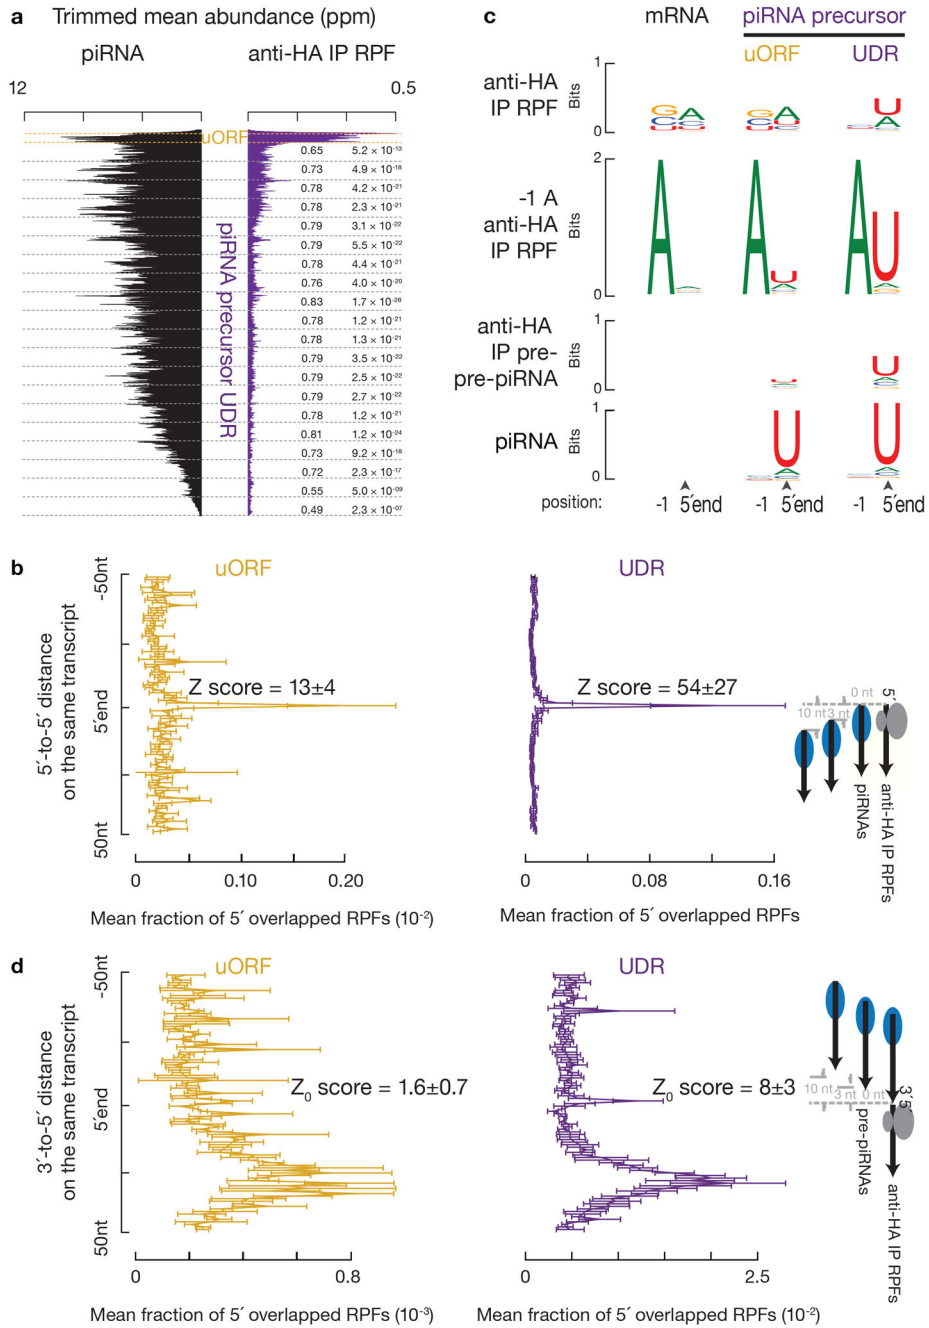 a
Trimmed mean abundance (ppm)
piRNA
anti-HA IP RPF
12
0.5
uORF
piRNA precursor UDR
0.65 5.2 × 10-13
0.73 4.9 × 10-18
0.78 4.2 × 10-21
0.78 2.3 × 10-21
0.79 3.1 × 10-22
0.79 5.5 × 10-22
0.78 4.4 × 10-21
0.76 4.0 × 10-20
0.83 1.7 × 10-26
0.78 1.2 × 10-21
0.78 1.3 × 10-21
0.79 3.5 × 10-22
0.79 2.5 × 10-22
0.79 2.7 × 10-22
0.78 1.2 × 10-21
0.81 1.2 × 10-24
0.73 9.2 × 10-18
0.72 2.3 × 10-17
0.55 5.0 × 10-09
0.49 2.3 × 10-07
c
mRNA
piRNA precursor
uORF
UDR
anti-HA
IP RPF
Bits
1
0
G A
C C
U U
G A
C U
U
U
A
-1 A
anti-HA
IP RPF
Bits
2
0
A
A U
A U
anti-HA
IP pre-
pre-piRNA
Bits
1
0
U
U
piRNA
Bits
1
0
U
U
position:
-1 5´end
-1 5´end
-1 5´end
b
uORF
5´-to-5´ distance
on the same transcript
-50nt
5´end
50nt
Z score = 13±4
0 0.10 0.20
Mean fraction of 5´ overlapped RPFs (10-2)
UDR
Z score = 54±27
0 0.08 0.16
Mean fraction of 5´ overlapped RPFs
5´
0 nt
3 nt
10 nt
piRNAs
anti-HA IP RPFs
d
uORF
3´-to-5´ distance
on the same transcript
-50nt
5´end
50nt
Z0 score = 1.6±0.7
0 0.8
Mean fraction of 5´ overlapped RPFs (10-3)
UDR
Z0 score = 8±3
0 2.5
Mean fraction of 5´ overlapped RPFs (10-2)
3´5´
10 nt
3 nt
0 nt
pre-piRNAs
anti-HA IP RPFs